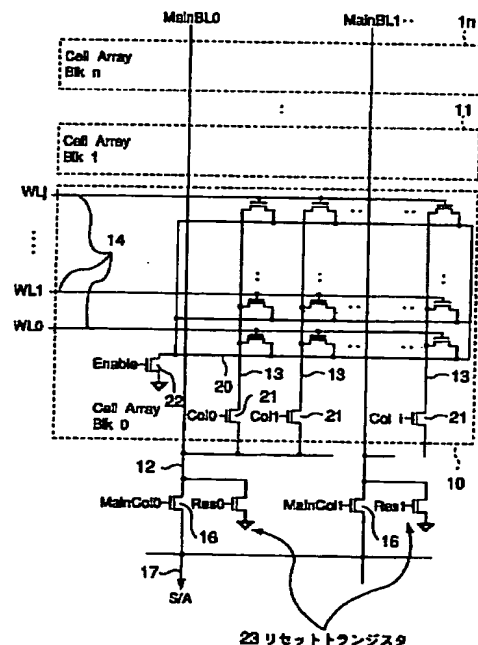 MainBL0
MainBL1‥
1n
Cell Array
Blk n
11
Cell Array
Blk 1
WLj
14
WL1
WL0
Enable
22
20
13
13
13
21
Cell Array
Blk 0
Col0
Col1
21
Col i
21
12
10
MainCol0
Res0
MainCol1
Res1
16
16
17
S/A
23 リセットトランジスタ